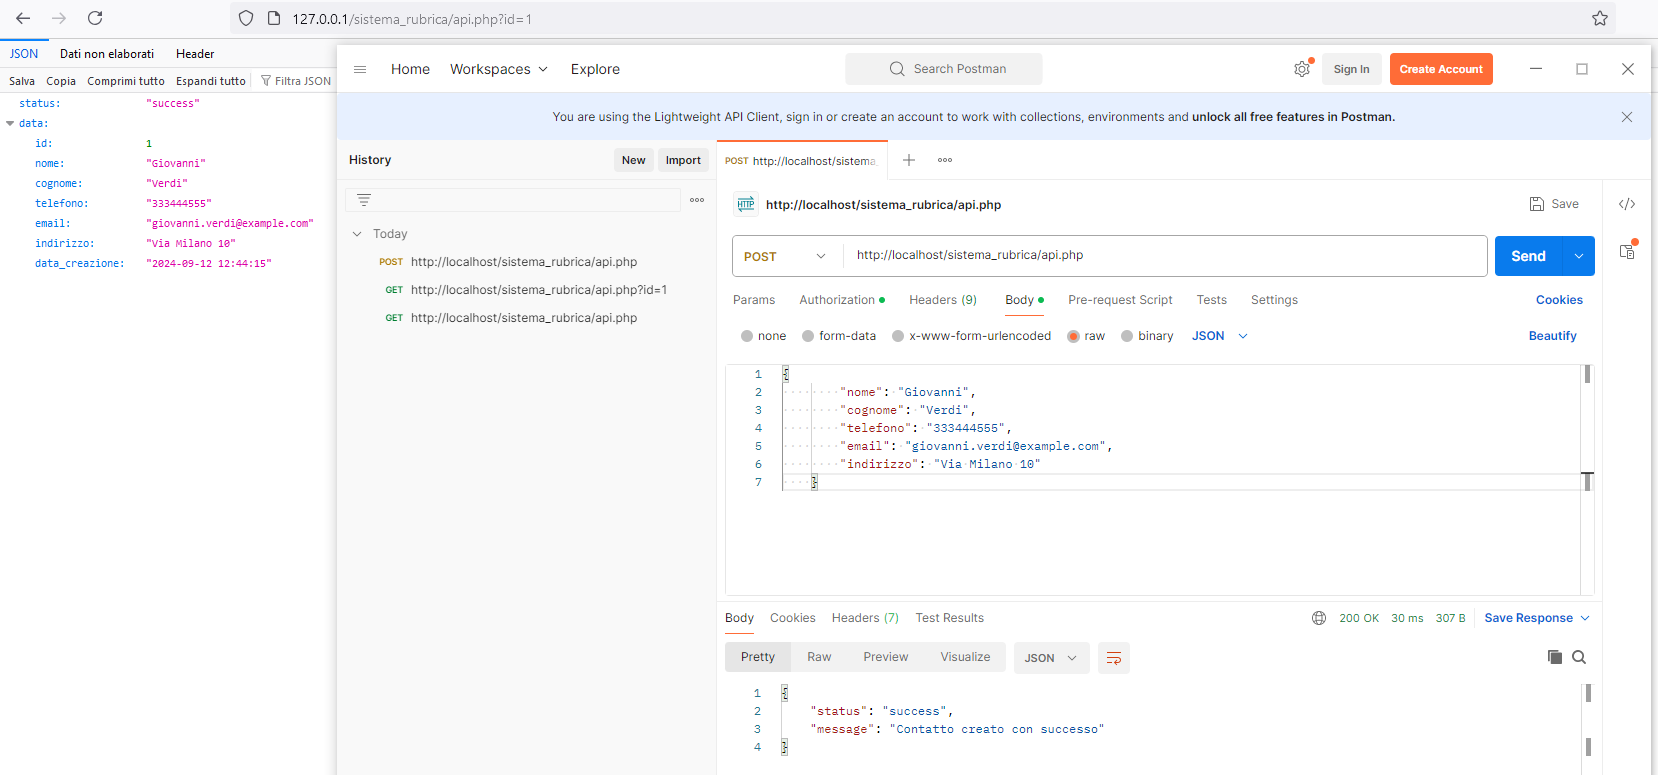 127.0.0.1/sistema_rubrica/api.php?id=1
JSON Dati non elaborati Header
Salva Copia Comprimi tutto Espandi tutto Filtra JSON
status: "success"
data:
id: 1
nome: "Giovanni"
cognome: "Verdi"
telefono: "333444555"
email: "giovanni.verdi@example.com"
indirizzo: "Via Milano 10"
data_creazione: "2024-09-12 12:44:15"
Home Workspaces Explore Search Postman Sign In Create Account
You are using the Lightweight API Client, sign in or create an account to work with collections, environments and unlock all free features in Postman.
History New Import
Today
POST http://localhost/sistema_rubrica/api.php
GET http://localhost/sistema_rubrica/api.php?id=1
GET http://localhost/sistema_rubrica/api.php
POST http://localhost/sistema
HTTP http://localhost/sistema_rubrica/api.php Save
POST http://localhost/sistema_rubrica/api.php Send
Params Authorization Headers (9) Body Pre-request Script Tests Settings Cookies
none form-data x-www-form-urlencoded raw binary JSON Beautify
1 {
2 "nome": "Giovanni",
3 "cognome": "Verdi",
4 "telefono": "333444555",
5 "email": "giovanni.verdi@example.com",
6 "indirizzo": "Via Milano 10"
7 }
Body Cookies Headers (7) Test Results 200 OK 30 ms 307 B Save Response
Pretty Raw Preview Visualize JSON
1 {
2 "status": "success",
3 "message": "Contatto creato con successo"
4 }